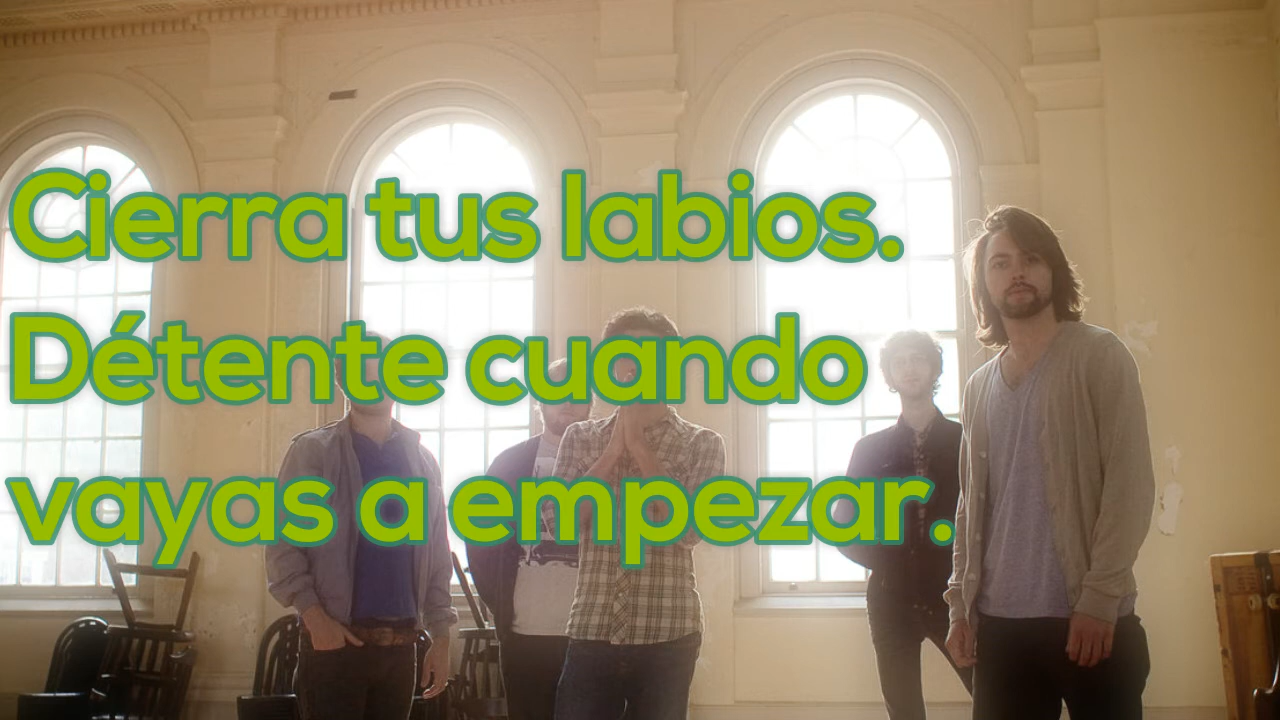 Cierra tus labios.
Détente cuando
vayas a empezar.